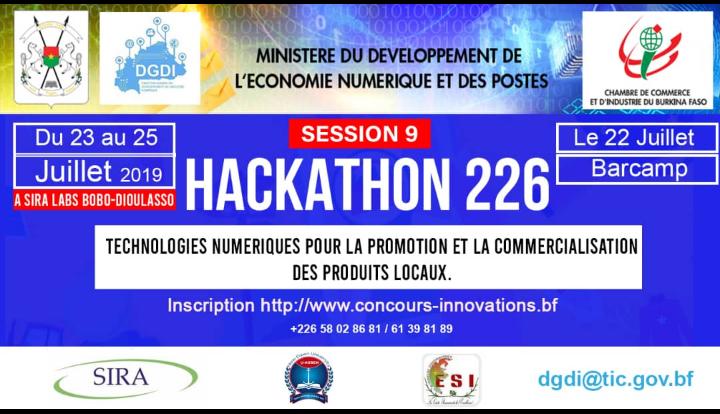 DGDI
MINISTERE DU DEVELOPPEMENT DE
L'ECONOMIE NUMERIQUE ET DES POSTES
CHAMBRE DE COMMERCE
ET D'INDUSTRIE DU BURKINA FASO
Du 23 au 25
Juillet 2019
A SIRA LABS BOBO-DIOULASSO
SESSION 9
HACKATHON 226
Le 22 Juillet
Barcamp
TECHNOLOGIES NUMERIQUES POUR LA PROMOTION ET LA COMMERCIALISATION
DES PRODUITS LOCAUX.
Inscription http://www.concours-innovations.bf
+226 58 02 86 81 / 61 39 81 89
SIRA
ESI
dgdi@tic.gov.bf